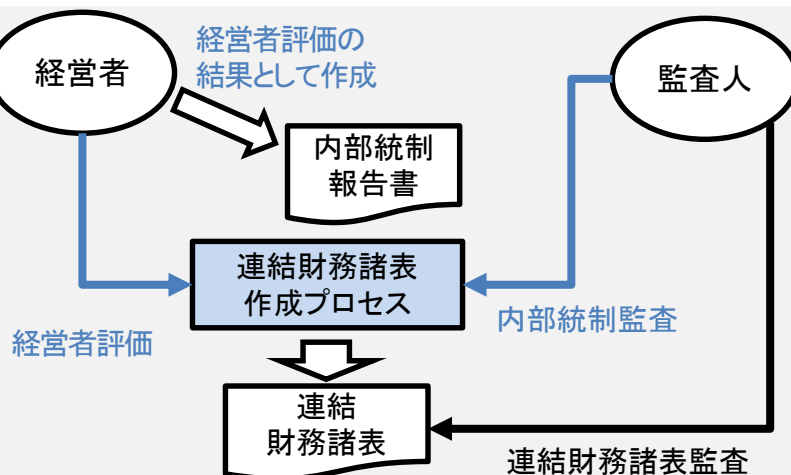 経営者評価の
結果として作成
経営者
監査人
内部統制
報告書
連結財務諸表
作成プロセス
経営者評価
内部統制監査
連結
財務諸表
連結財務諸表監査